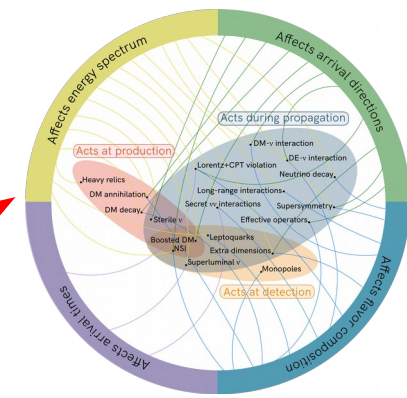 Affects energy spectrum
Affects arrival directions
Acts during propagation
DM-ν interaction
Acts at production
DE-ν interaction
Lorentz+CPT violation
Neutrino decay
Heavy relics
DM annihilation
Long-range interactions
DM decay
Secret νν interactions
Supersymmetry
Sterile ν
Effective operators
Boosted DM
Leptoquarks
NSI
Extra dimensions
Superluminal ν
Monopoles
Acts at detection
Affects arrival times
Affects flavor composition